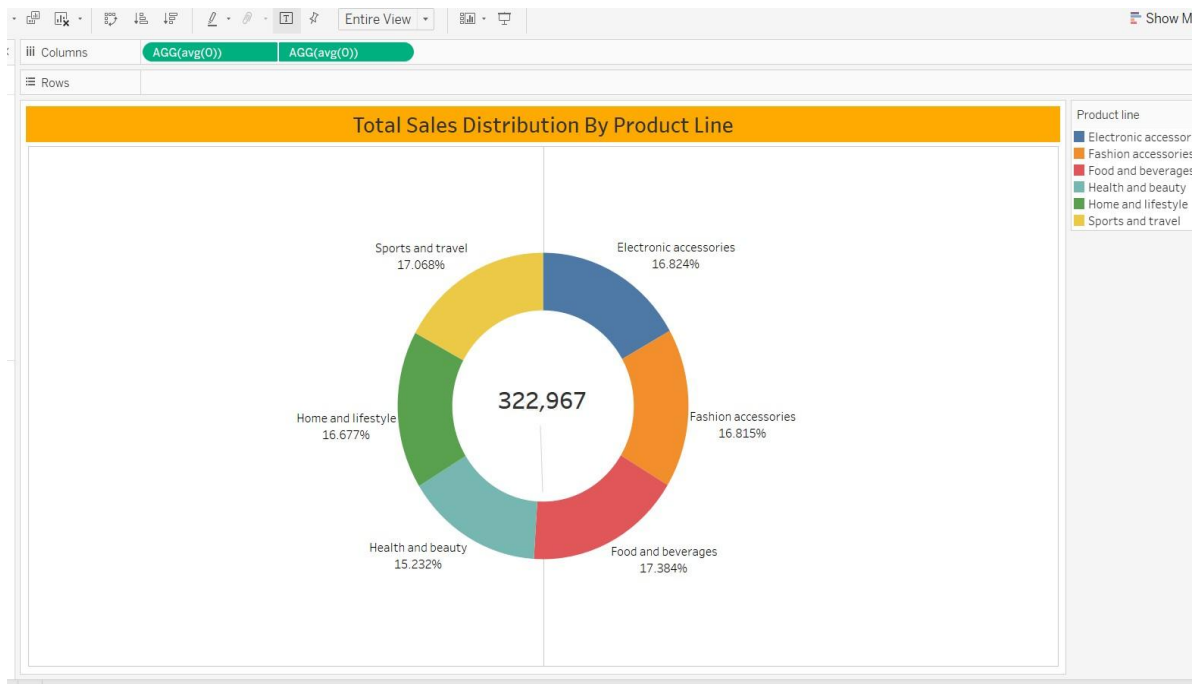 Entire View
Show M
Columns
AGG(avg(0))
AGG(avg(0))
Rows
Total Sales Distribution By Product Line
Product line
Electronic accessor
Fashion accessories
Food and beverages
Health and beauty
Home and lifestyle
Sports and travel
Sports and travel
17.068%
Electronic accessories
16.824%
322,967
Home and lifestyle
16.677%
Fashion accessories
16.815%
Health and beauty
15.232%
Food and beverages
17.384%